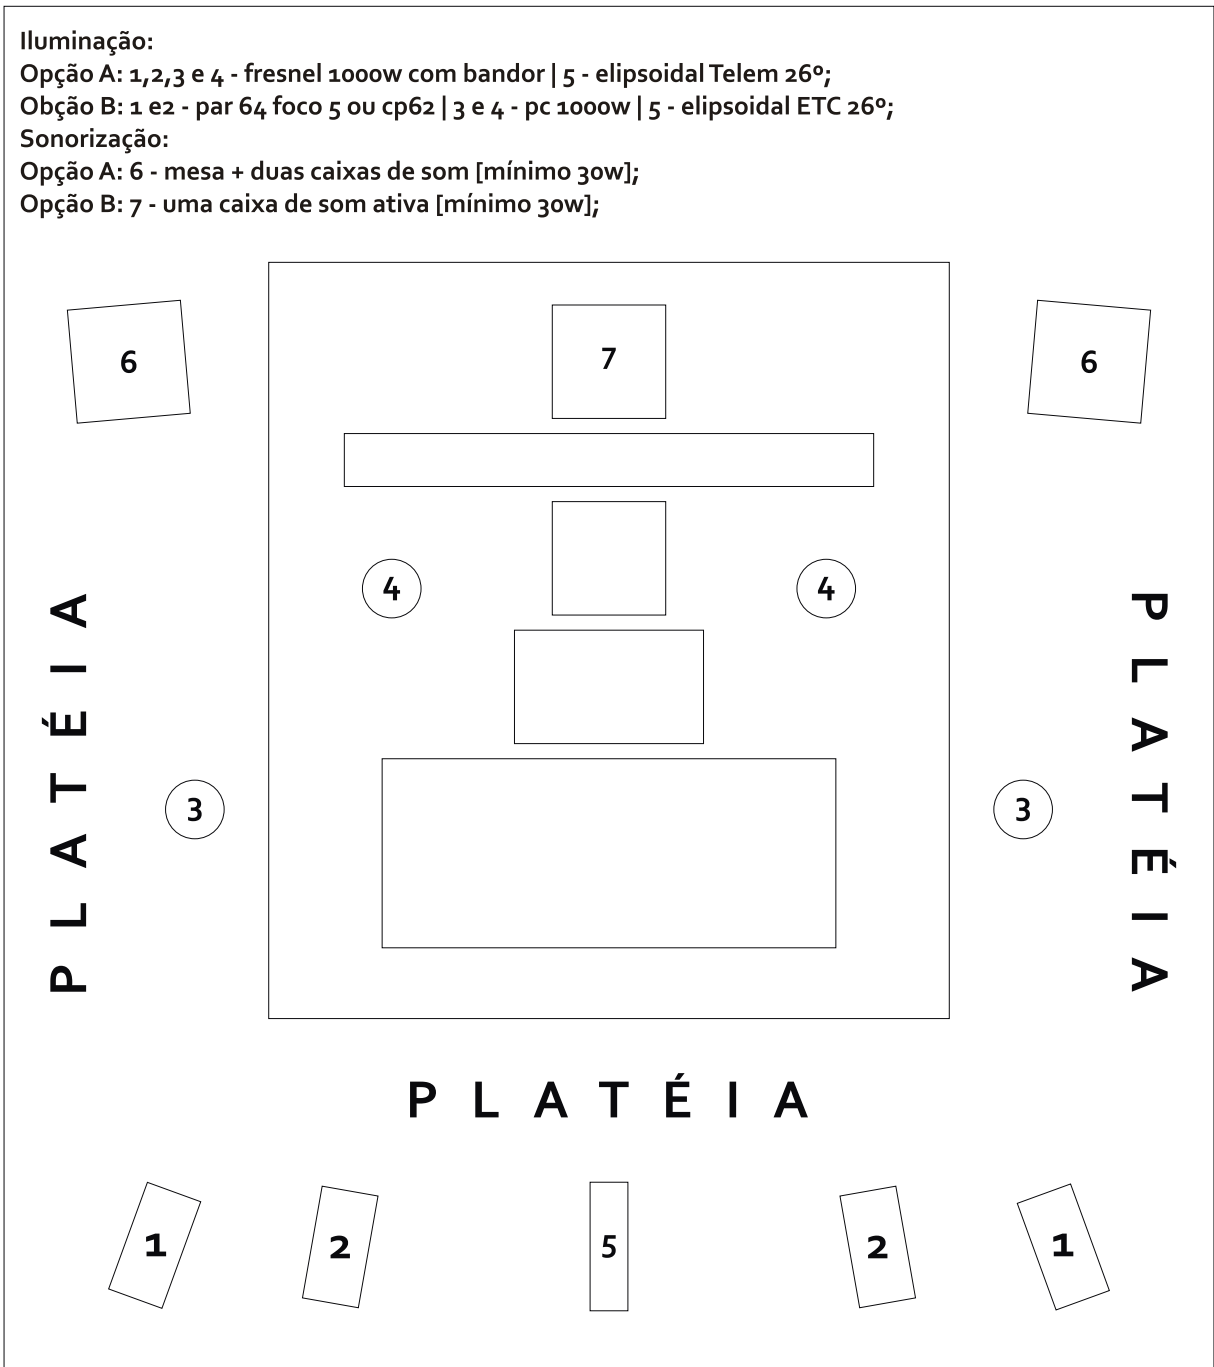 Iluminação:
Opção A: 1,2,3 e 4 - fresnel 1000w com bandor | 5 - elipsoidal Telem 26º;
Obção B: 1 e2 - par 64 foco 5 ou cp62 | 3 e 4 - pc 1000w | 5 - elipsoidal ETC 26º;
Sonorização:
Opção A: 6 - mesa + duas caixas de som [mínimo 30w];
Opção B: 7 - uma caixa de som ativa [mínimo 30w];
6
7
6
4
4
PLATÉIA
PLATÉIA
3
3
PLATÉIA
1
2
5
2
1